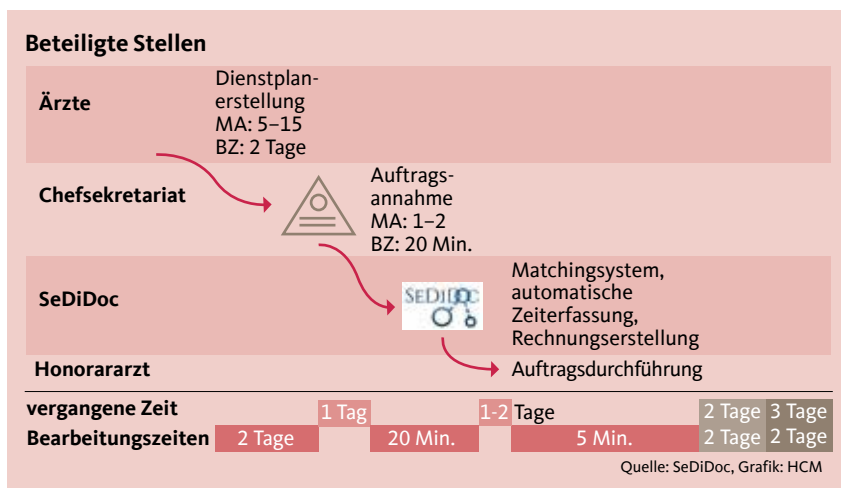 Beteiligte Stellen
Ärzte
Dienstplan-
erstellung
MA: 5–15
BZ: 2 Tage
Chefsekretariat
Auftrags-
annahme
MA: 1–2
BZ: 20 Min.
SeDiDoc
SEDIDOC
Matchingsystem,
automatische
Zeiterfassung,
Rechnungserstellung
Honorararzt
Auftragsdurchführung
vergangene Zeit 1 Tag 1-2 Tage 2 Tage 3 Tage
Bearbeitungszeiten 2 Tage 20 Min. 5 Min. 2 Tage 2 Tage
Quelle: SeDiDoc, Grafik: HCM